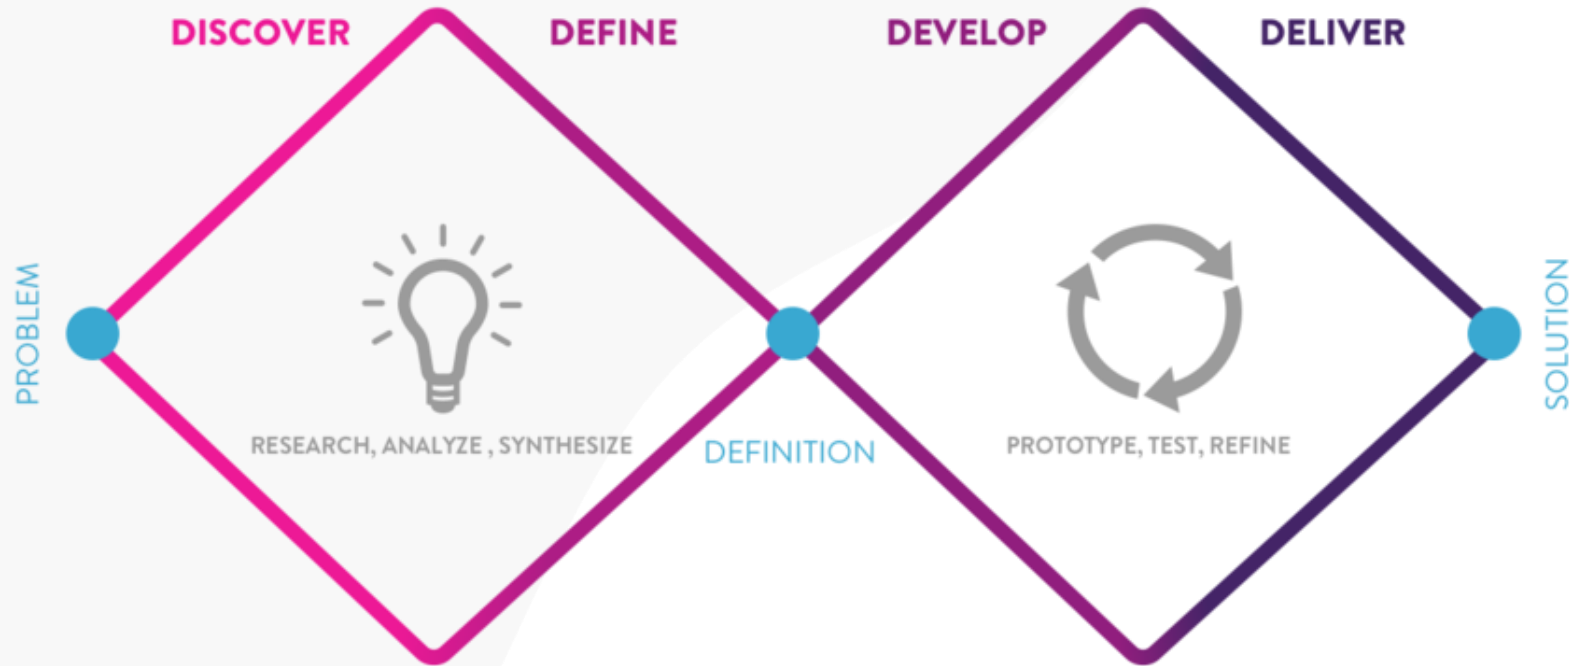 DISCOVER
DEFINE
DEVELOP
DELIVER
PROBLEM
RESEARCH, ANALYZE , SYNTHESIZE
DEFINITION
PROTOTYPE, TEST, REFINE
SOLUTION